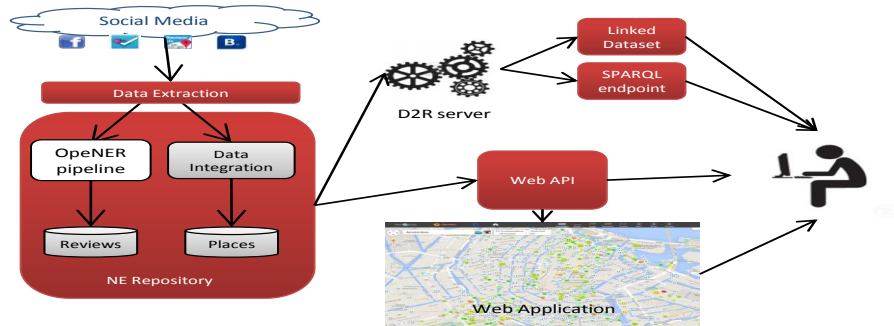 Social Media
f
B.
Data Extraction
OpeNER
pipeline
Data
Integration
Reviews
Places
NE Repository
D2R server
Linked
Dataset
SPARQL
endpoint
Web API
Web Application